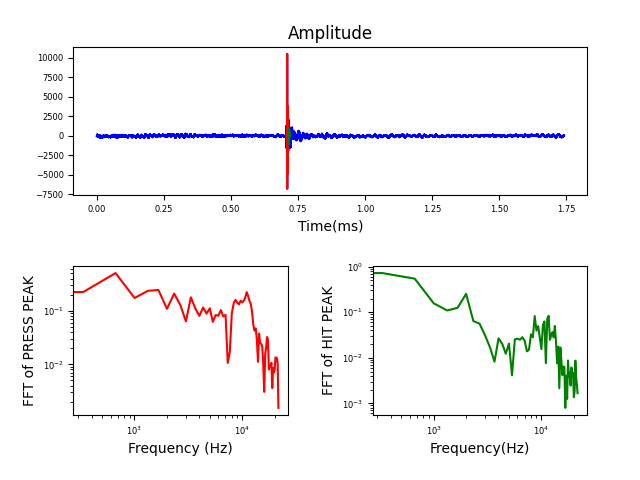 Amplitude
10000
7500
5000
2500
0
−2500
−5000
−7500
0.00 0.25 0.50 0.75 1.00 1.25 1.50 1.75
Time(ms)
FFT of PRESS PEAK
10⁻¹
10⁻²
10³ 10⁴
Frequency (Hz)
FFT of HIT PEAK
10⁰
10⁻¹
10⁻²
10⁻³
10³ 10⁴
Frequency(Hz)